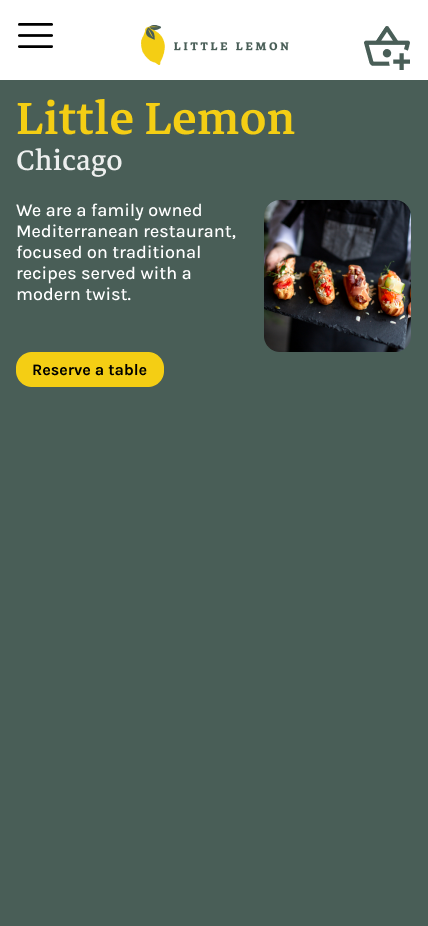 LITTLE LEMON
Little Lemon
Chicago
We are a family owned
Mediterranean restaurant,
focused on traditional
recipes served with a
modern twist.
Reserve a table